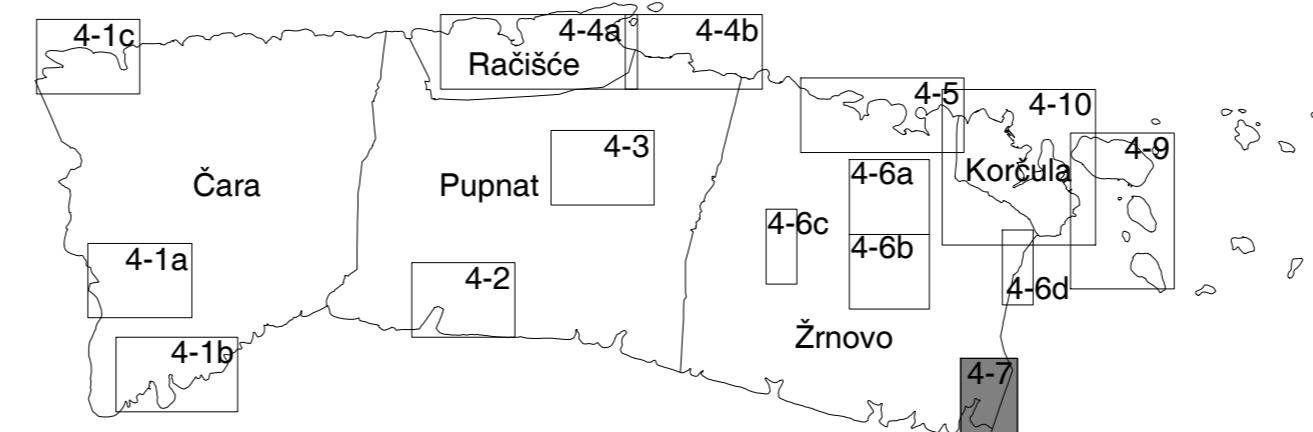 4-1c
4-4a
4-4b
Račišće
4-5
4-10
4-3
4-9
Čara
Pupnat
4-6a
Korčula
4-6c
4-6b
4-1a
4-2
4-6d
Žrnovo
4-1b
4-7